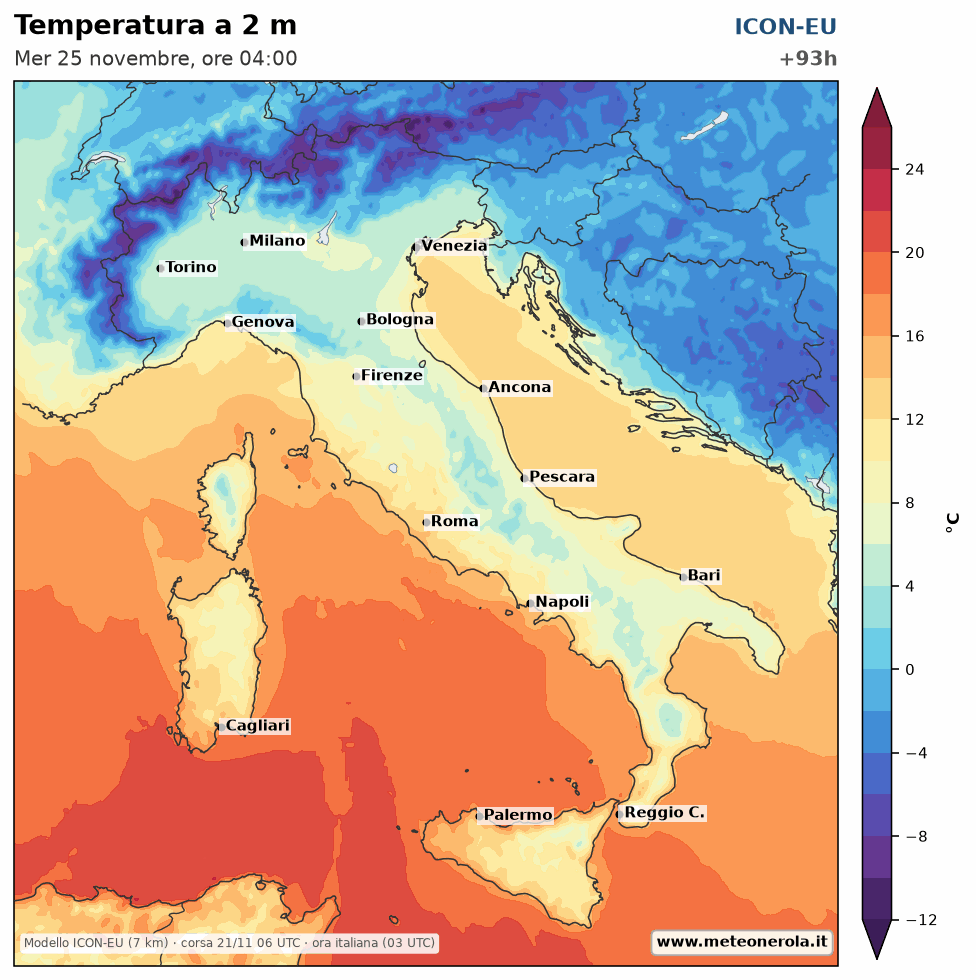 Temperatura a 2 m
ICON-EU
Mer 25 novembre, ore 04:00
+93h
24
20
16
12
8
4
0
−4
−8
−12
°C
Milano
Venezia
Torino
Genova
Bologna
Firenze
Ancona
Pescara
Roma
Bari
Napoli
Cagliari
Palermo
Reggio C.
Modello ICON-EU (7 km) · corsa 21/11 06 UTC · ora italiana (03 UTC)
www.meteonerola.it